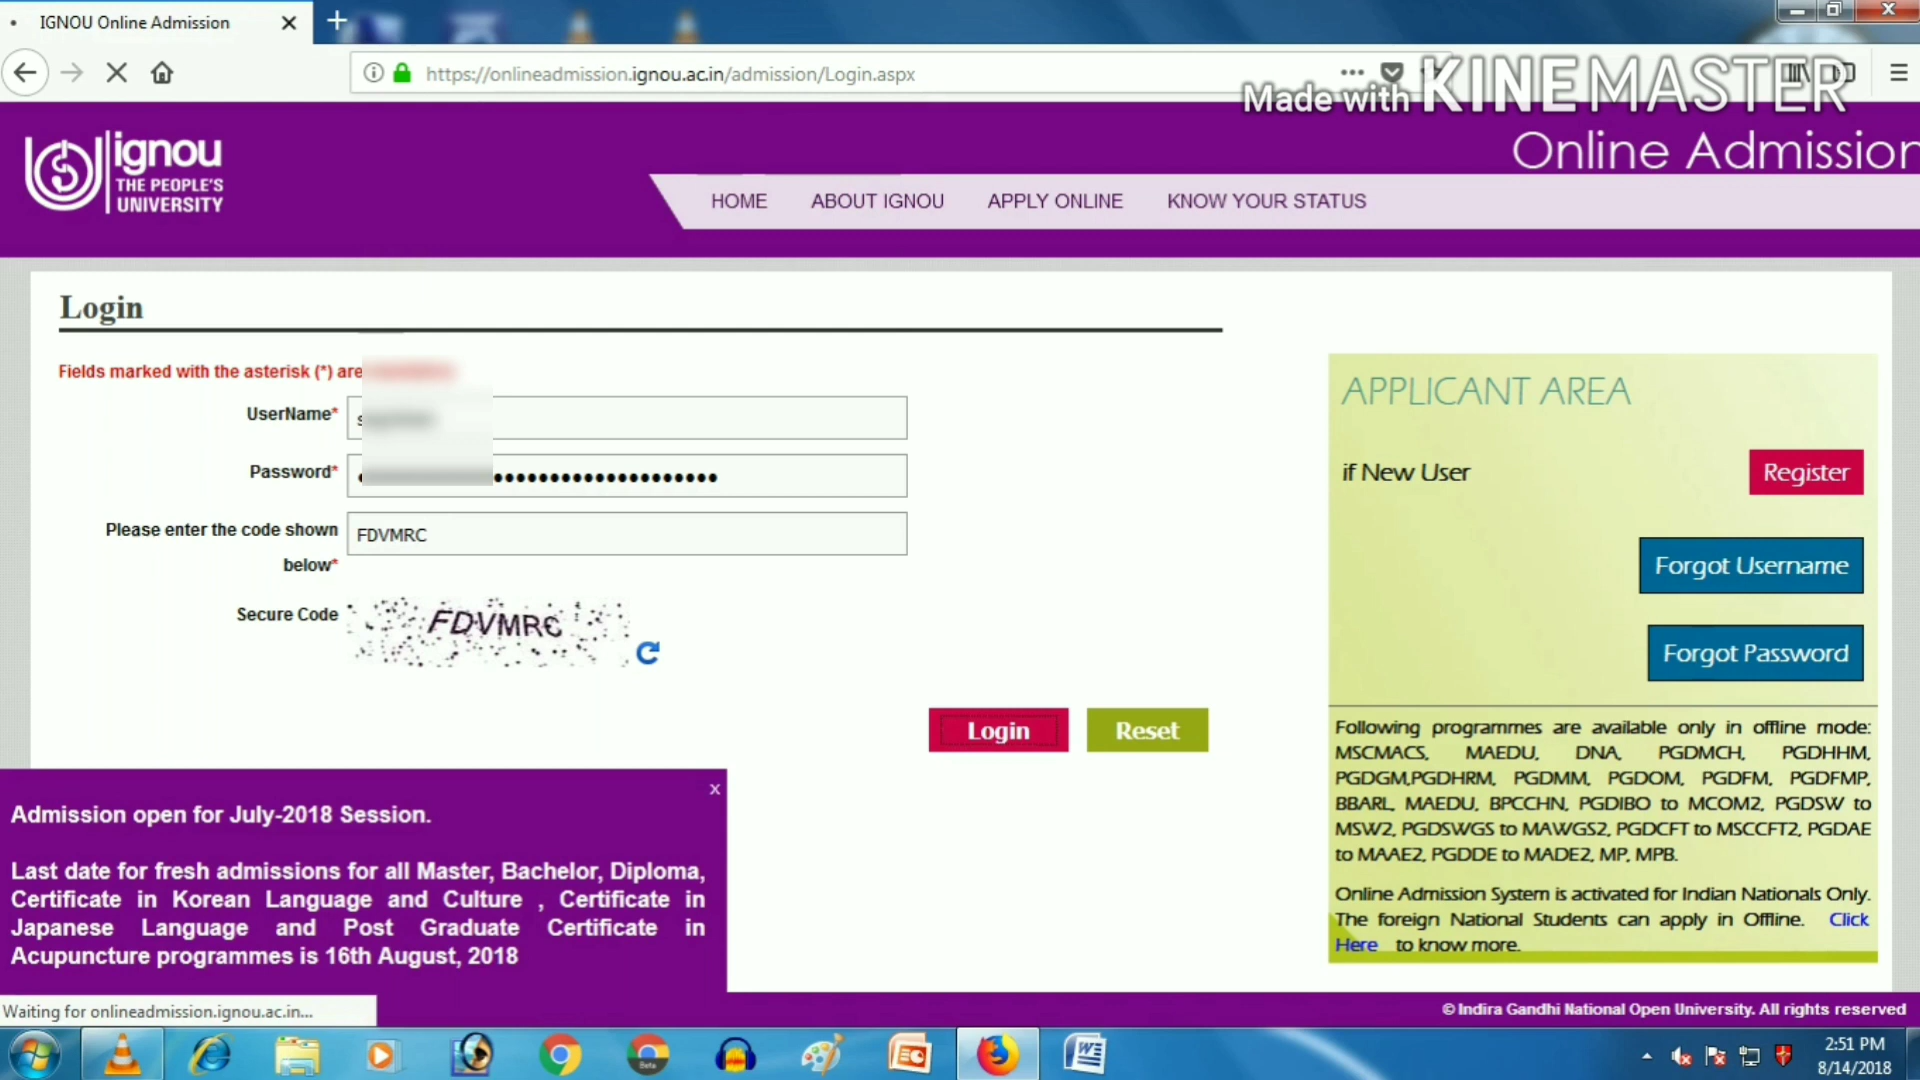 IGNOU Online Admission
https://onlineadmission.ignou.ac.in/admission/Login.aspx
Made with KINEMASTER
ignou
THE PEOPLE'S
UNIVERSITY
Online Admission
HOME ABOUT IGNOU APPLY ONLINE KNOW YOUR STATUS
Login
Fields marked with the asterisk (*) are
UserName*
Password*
Please enter the code shown
below*
FDVMRC
Secure Code
FDVMRC
Login Reset
APPLICANT AREA
if New User Register
Forgot Username
Forgot Password
Following programmes are available only in offline mode:
MSCMACS, MAEDU, DNA, PGDMCH, PGDHHM,
PGDGM,PGDHRM, PGDMM, PGDOM, PGDFM, PGDFMP,
BBARL, MAEDU, BPCCHN, PGDIBO to MCOM2, PGDSW to
MSW2, PGDSWGS to MAWGS2, PGDCFT to MSCCFT2, PGDAE
to MAAE2, PGDDE to MADE2, MP, MPB.
Online Admission System is activated for Indian Nationals Only.
The foreign National Students can apply in Offline. Click
Here to know more.
x
Admission open for July-2018 Session.
Last date for fresh admissions for all Master, Bachelor, Diploma,
Certificate in Korean Language and Culture , Certificate in
Japanese Language and Post Graduate Certificate in
Acupuncture programmes is 16th August, 2018
Waiting for onlineadmission.ignou.ac.in...
© Indira Gandhi National Open University. All rights reserved
Beta
2:51 PM
8/14/2018